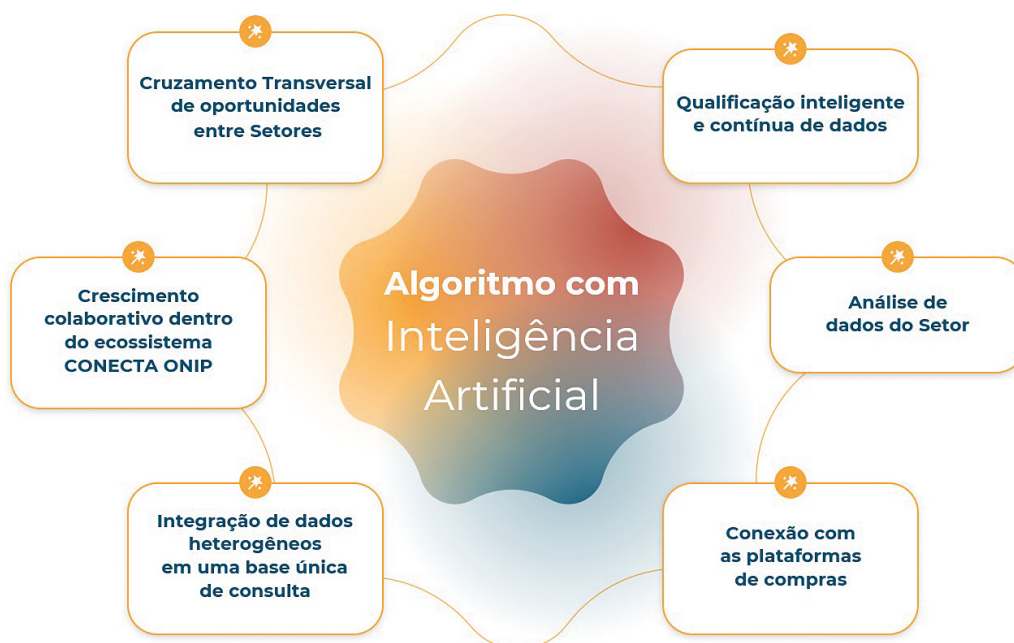 Cruzamento Transversal
de oportunidades
entre Setores
Qualificação inteligente
e contínua de dados
Crescimento
colaborativo dentro
do ecossistema
CONECTA ONIP
Algoritmo com
Inteligência
Artificial
Análise de
dados do Setor
Integração de dados
heterogêneos
em uma base única
de consulta
Conexão com
as plataformas
de compras